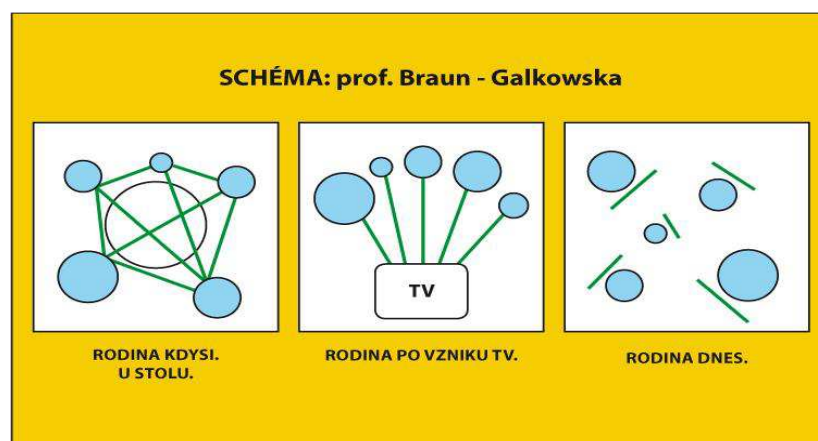 SCHÉMA: prof. Braun - Galkowska
TV
RODINA KDYSI.
U STOLU.
RODINA PO VZNIKU TV.
RODINA DNES.